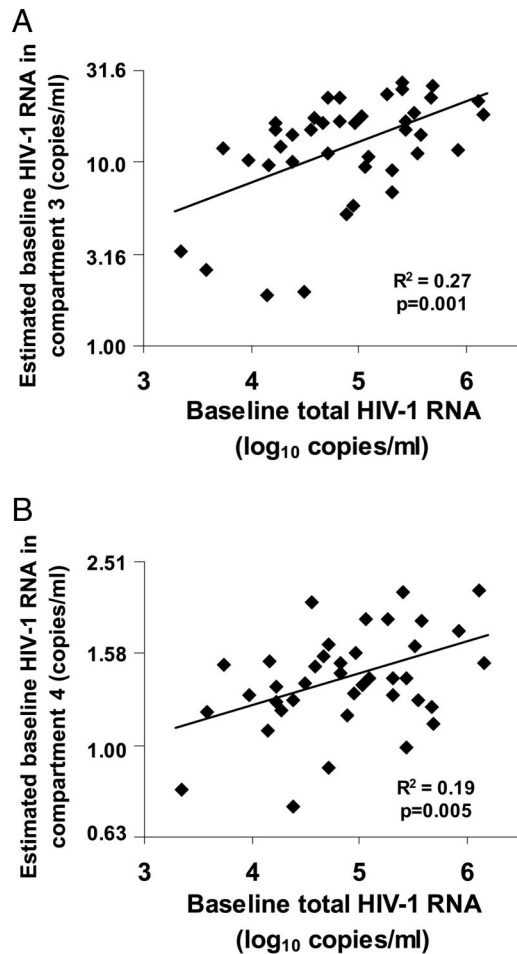 A
Estimated baseline HIV-1 RNA in
compartment 3 (copies/ml)
31.6
10.0
3.16
1.00
R² = 0.27
p=0.001
3 4 5 6
Baseline total HIV-1 RNA
(log₁₀ copies/ml)
B
Estimated baseline HIV-1 RNA in
compartment 4 (copies/ml)
2.51
1.58
1.00
0.63
R² = 0.19
p=0.005
3 4 5 6
Baseline total HIV-1 RNA
(log₁₀ copies/ml)